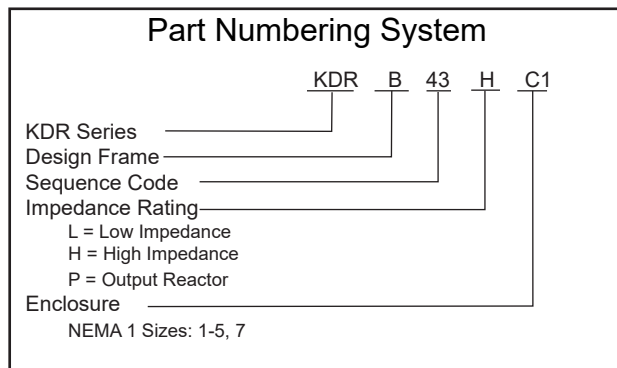 Part Numbering System
KDR B 43 H C1
KDR Series
Design Frame
Sequence Code
Impedance Rating
L = Low Impedance
H = High Impedance
P = Output Reactor
Enclosure
NEMA 1 Sizes: 1-5, 7